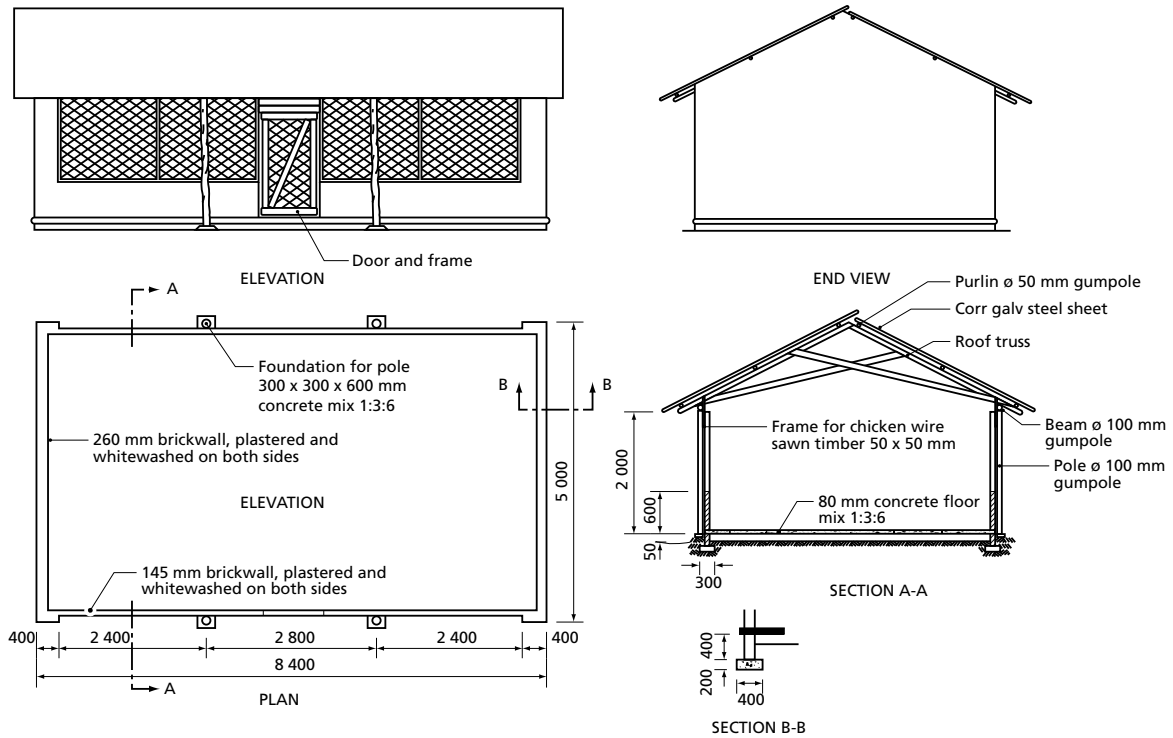 Door and frame
ELEVATION
END VIEW
A
Foundation for pole
300 x 300 x 600 mm
concrete mix 1:3:6
B
B
260 mm brickwall, plastered and
whitewashed on both sides
ELEVATION
5 000
145 mm brickwall, plastered and
whitewashed on both sides
400
2 400
2 800
2 400
400
8 400
A
PLAN
Purlin ø 50 mm gumpole
Corr galv steel sheet
Roof truss
Frame for chicken wire
sawn timber 50 x 50 mm
Beam ø 100 mm
gumpole
Pole ø 100 mm
gumpole
2 000
600
80 mm concrete floor
mix 1:3:6
50
300
SECTION A-A
400
200
400
SECTION B-B